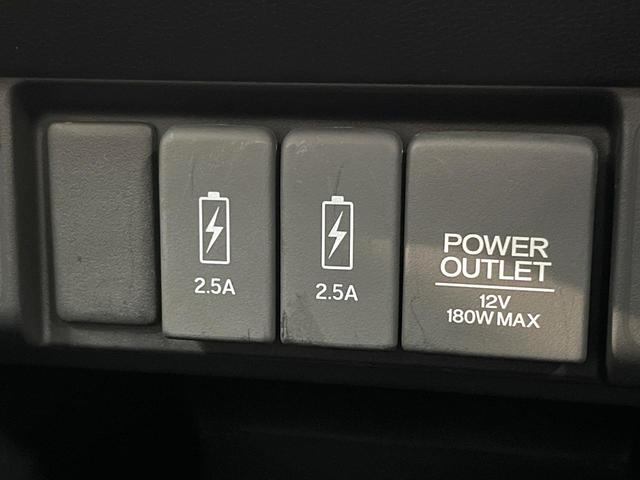 2.5A
2.5A
POWER
OUTLET
12V
180W MAX